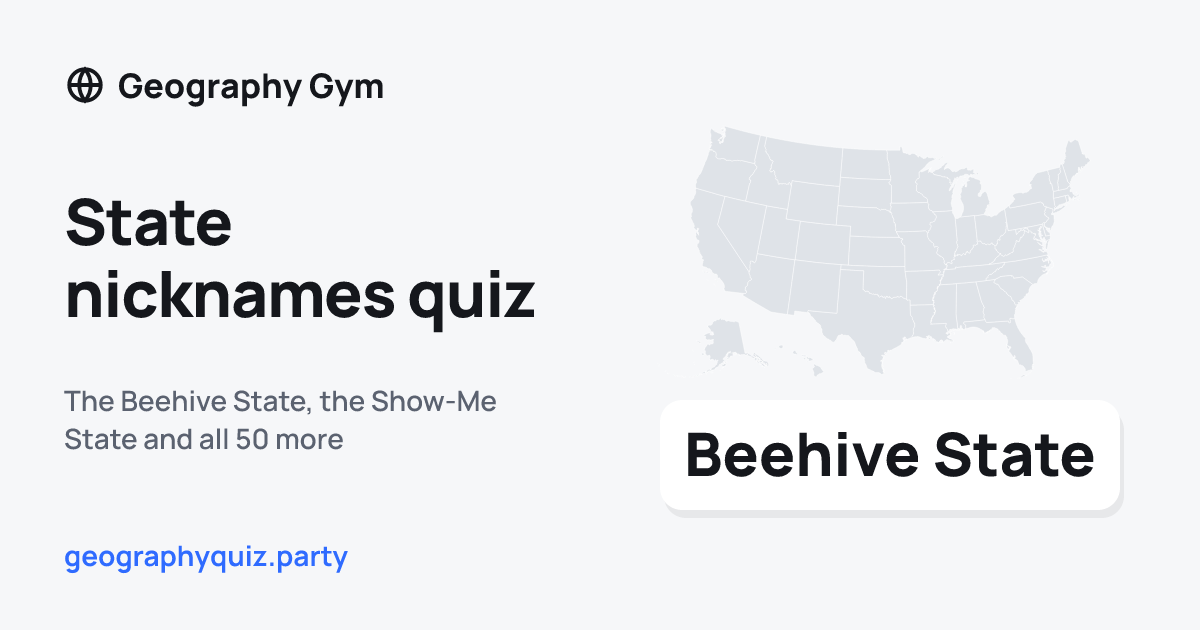 Geography Gym
State
nicknames quiz
The Beehive State, the Show-Me
State and all 50 more
geographyquiz.party
Beehive State